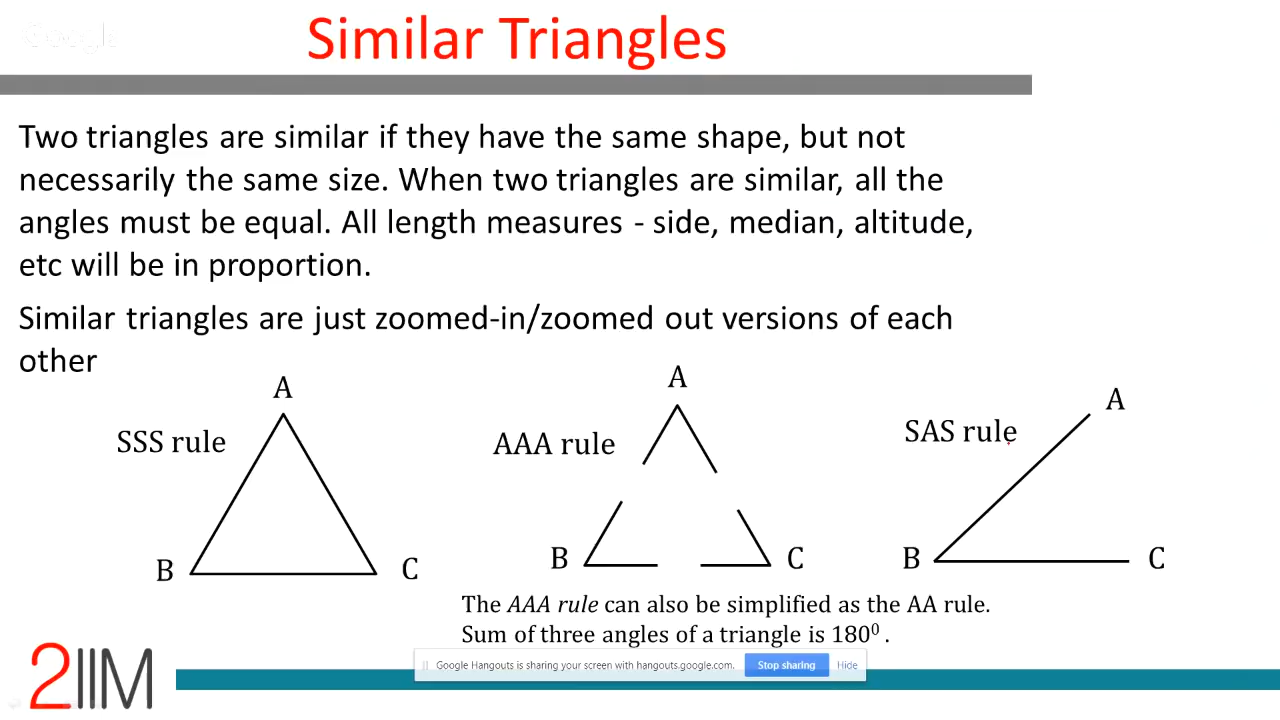 Google
Similar Triangles
Two triangles are similar if they have the same shape, but not
necessarily the same size. When two triangles are similar, all the
angles must be equal. All length measures - side, median, altitude,
etc will be in proportion.
Similar triangles are just zoomed-in/zoomed out versions of each
other
A
SSS rule
B
C
A
AAA rule
B
C
A
SAS rule
B
C
The AAA rule can also be simplified as the AA rule.
Sum of three angles of a triangle is 180⁰ .
Google Hangouts is sharing your screen with hangouts.google.com.
Stop sharing
Hide
2IIM